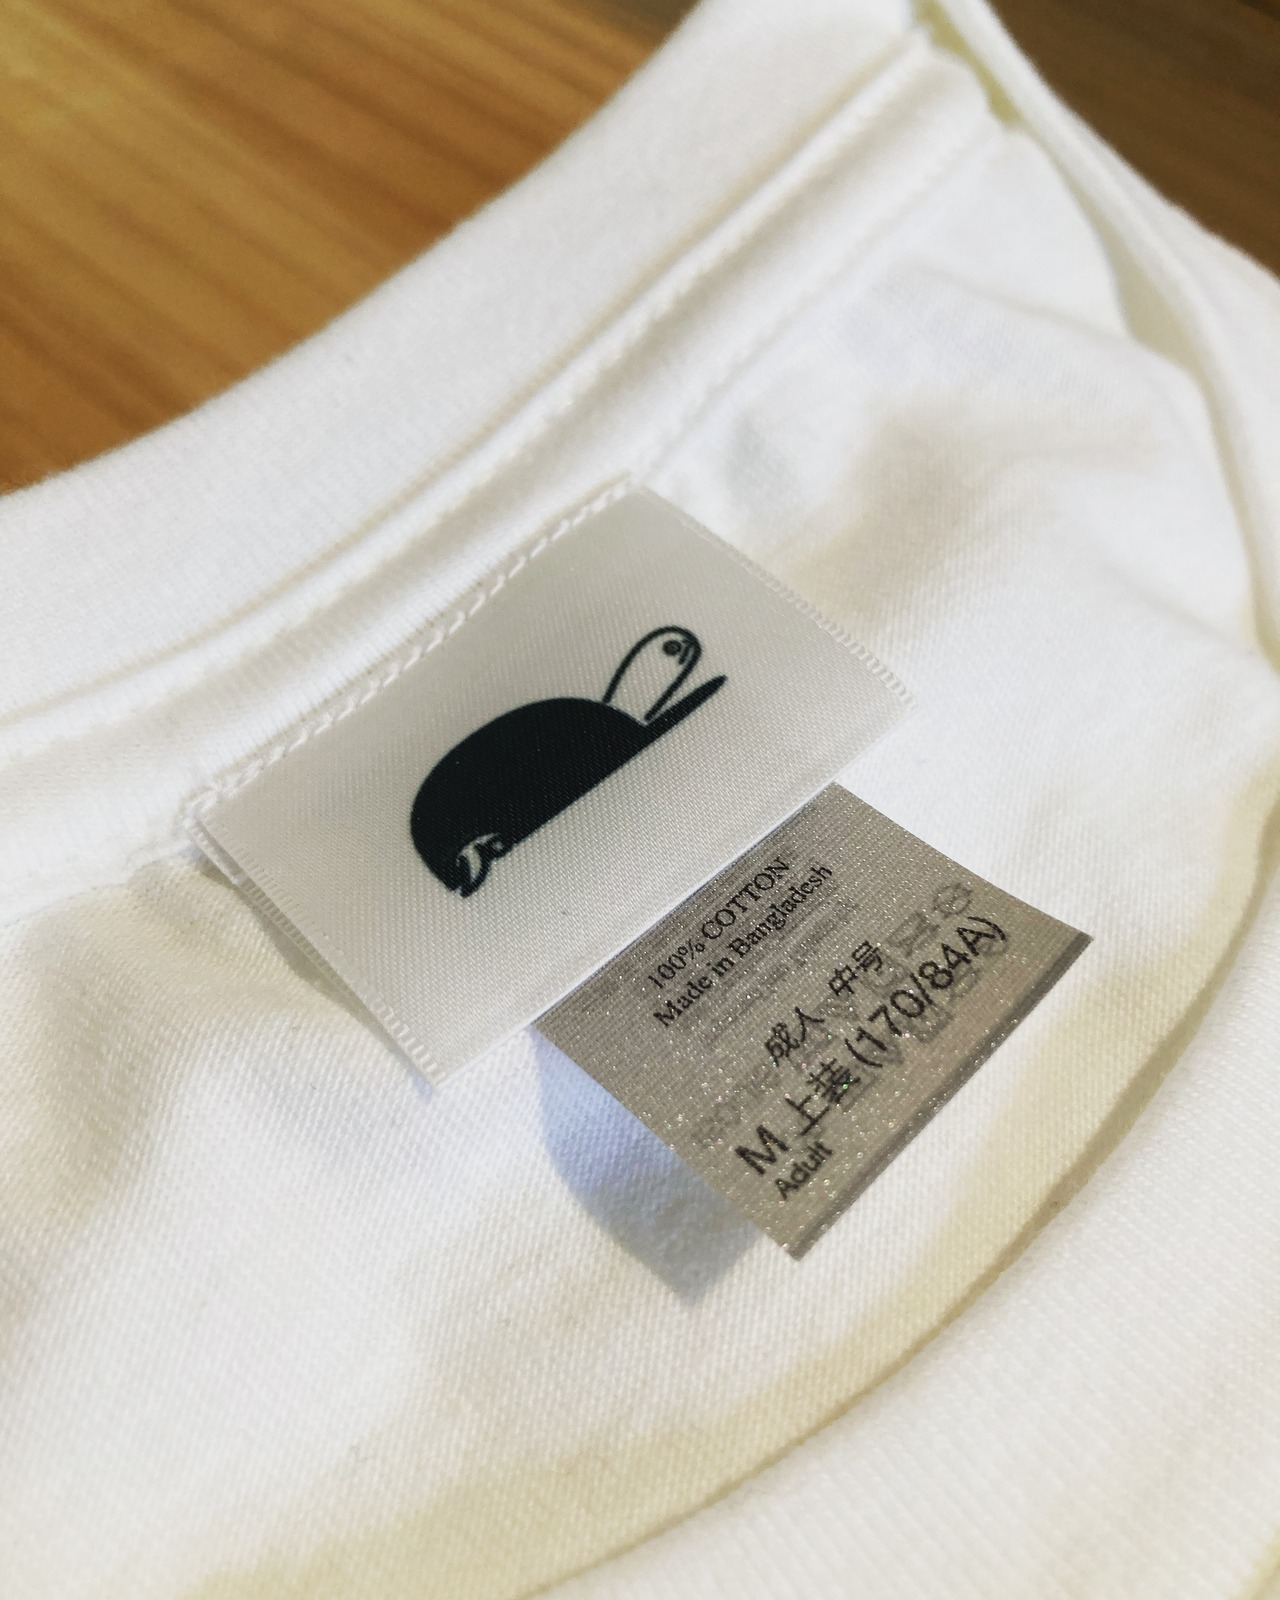 100% COTTON
Made in Bangladesh
成人 中号
M 上装 (170/84A)
Adult